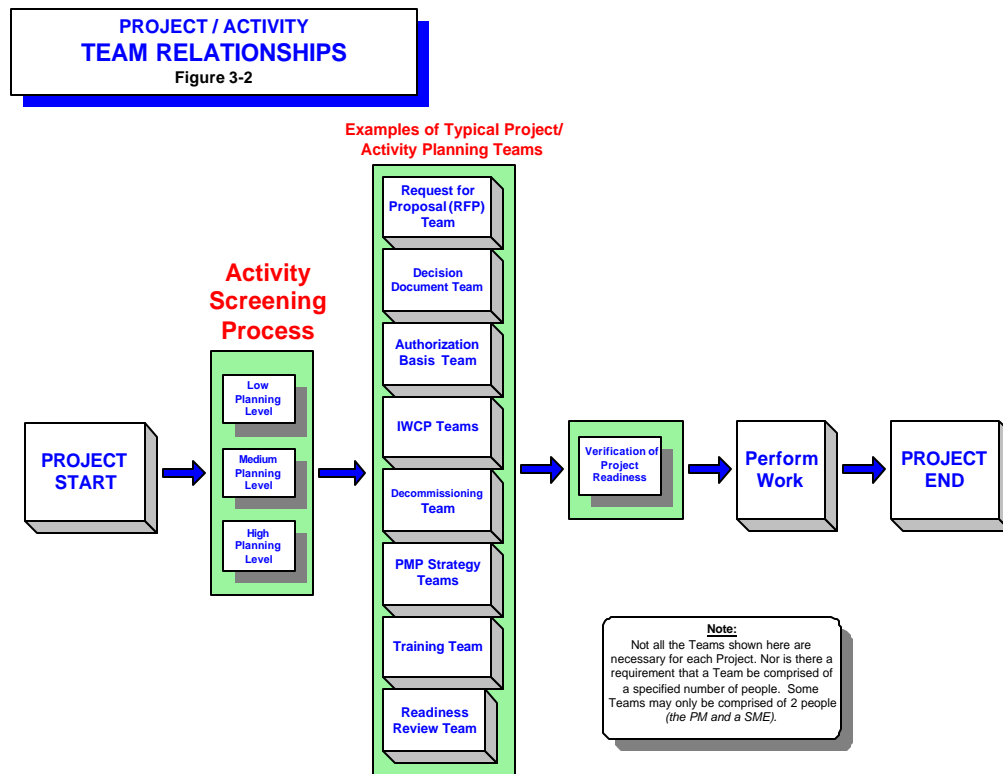 PROJECT / ACTIVITY
TEAM RELATIONSHIPS
Figure 3-2
Examples of Typical Project/
Activity Planning Teams
Request for
Proposal (RFP)
Team
Decision
Document Team
Authorization
Basis Team
IWCP Teams
Decommissioning
Team
PMP Strategy
Teams
Training Team
Readiness
Review Team
Activity
Screening
Process
Low
Planning
Level
Medium
Planning
Level
High
Planning
Level
PROJECT
START
Verification of
Project
Readiness
Perform
Work
PROJECT
END
Note:
Not all the Teams shown here are
necessary for each Project. Nor is there a
requirement that a Team be comprised of
a specified number of people. Some
Teams may only be comprised of 2 people
(the PM and a SME).